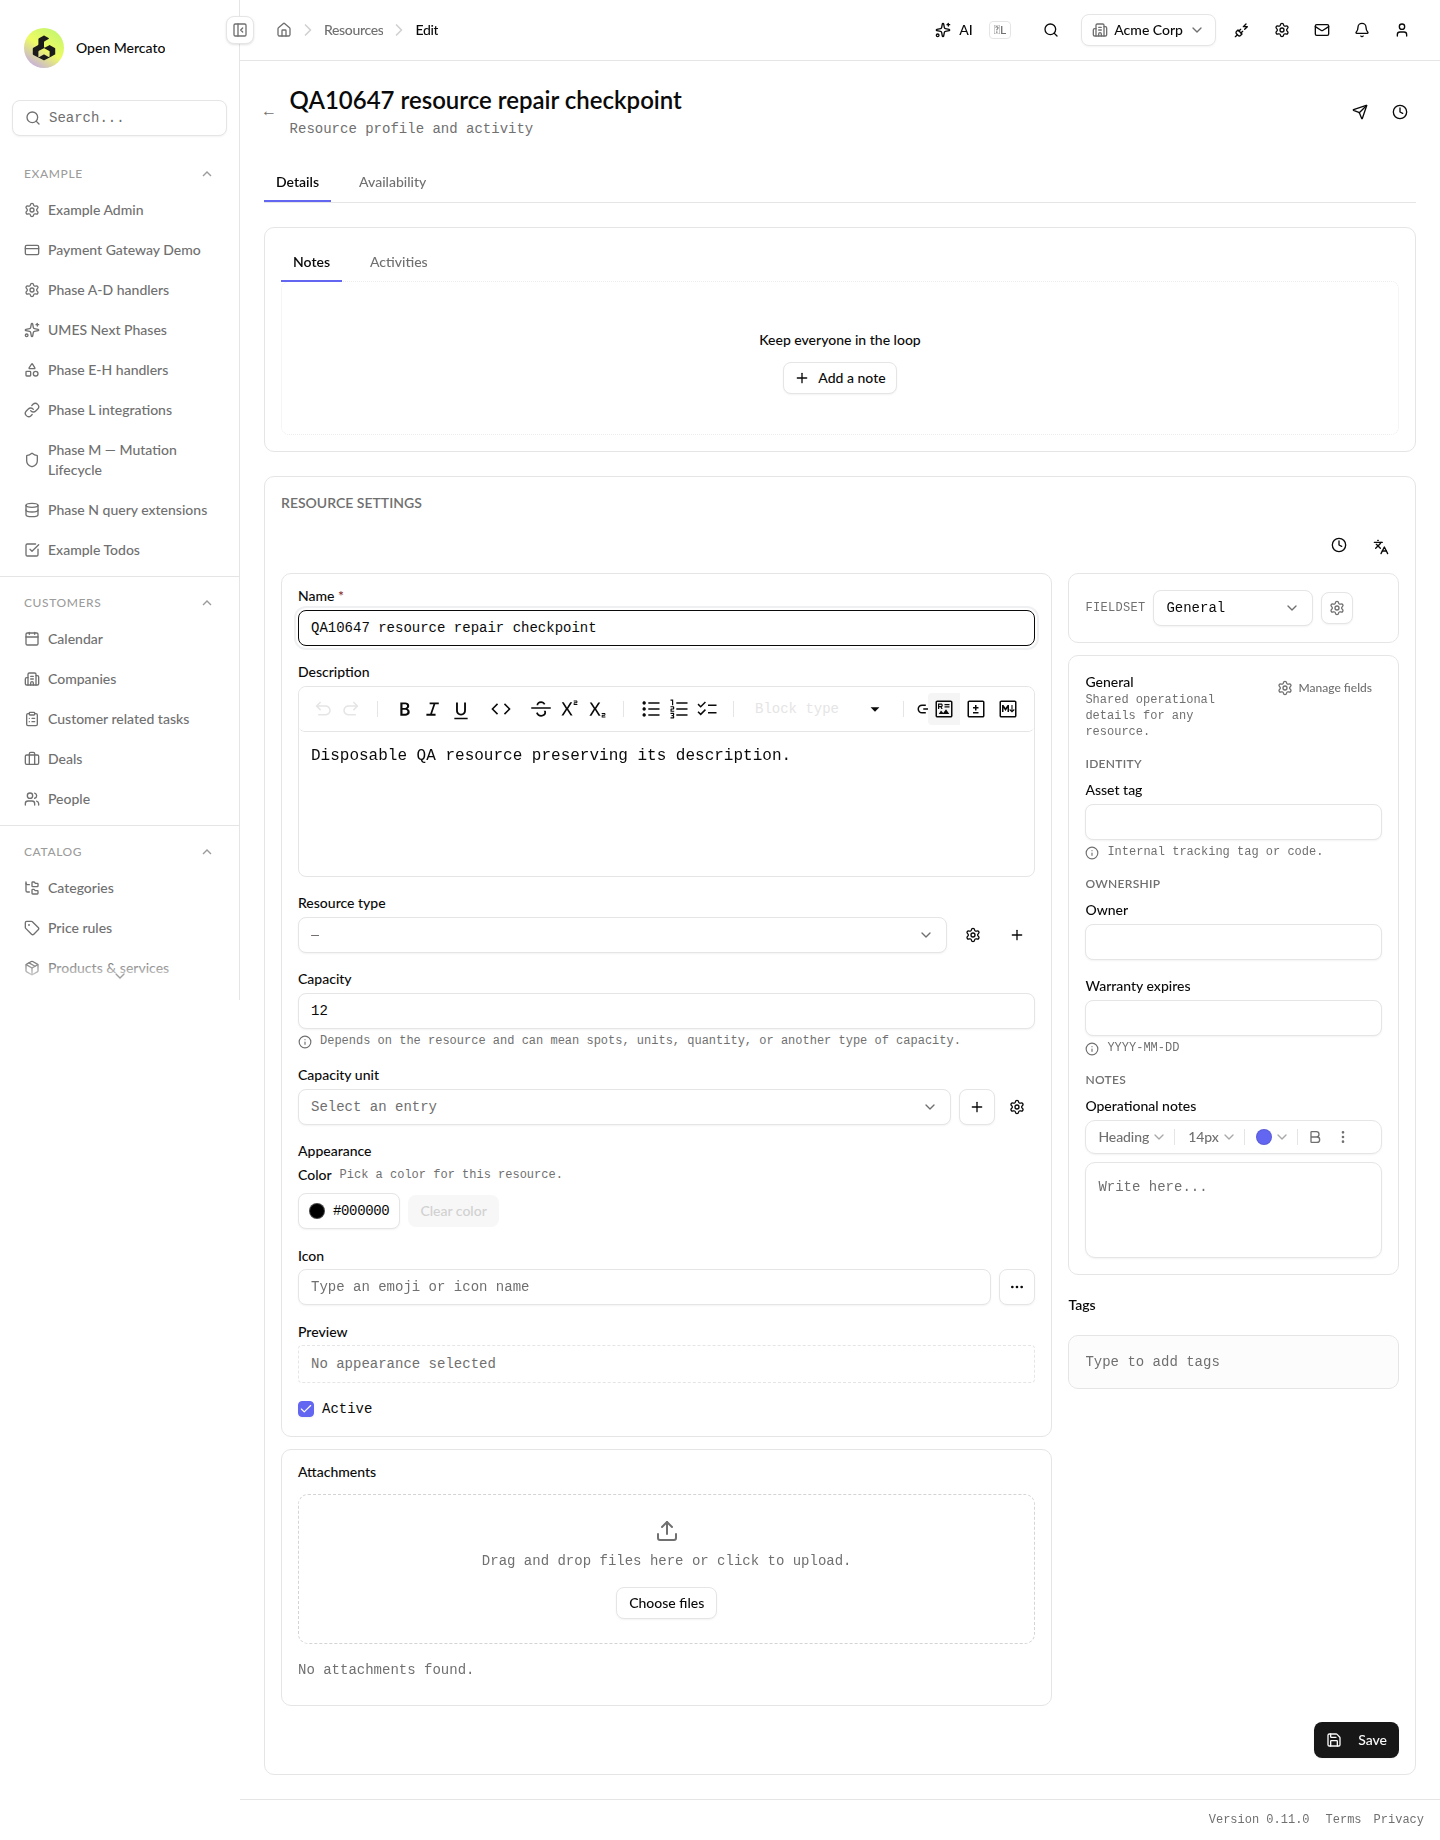 Open Mercato
Resources
Edit
AI
L
Acme Corp
Search...
EXAMPLE
Example Admin
Payment Gateway Demo
Phase A-D handlers
UMES Next Phases
Phase E-H handlers
Phase L integrations
Phase M — Mutation
Lifecycle
Phase N query extensions
Example Todos
CUSTOMERS
Calendar
Companies
Customer related tasks
Deals
People
CATALOG
Categories
Price rules
Products & services
←
QA10647 resource repair checkpoint
Resource profile and activity
Details
Availability
Notes
Activities
Keep everyone in the loop
Add a note
RESOURCE SETTINGS
Name *
QA10647 resource repair checkpoint
Description
Block type
Disposable QA resource preserving its description.
Resource type
—
Capacity
12
Depends on the resource and can mean spots, units, quantity, or another type of capacity.
Capacity unit
Select an entry
Appearance
Color Pick a color for this resource.
#000000
Clear color
Icon
Type an emoji or icon name
Preview
No appearance selected
Active
Attachments
Drag and drop files here or click to upload.
Choose files
No attachments found.
FIELDSET
General
General
Manage fields
Shared operational
details for any
resource.
IDENTITY
Asset tag
Internal tracking tag or code.
OWNERSHIP
Owner
Warranty expires
YYYY-MM-DD
NOTES
Operational notes
Heading
14px
Write here...
Tags
Type to add tags
Save
Version 0.11.0
Terms
Privacy